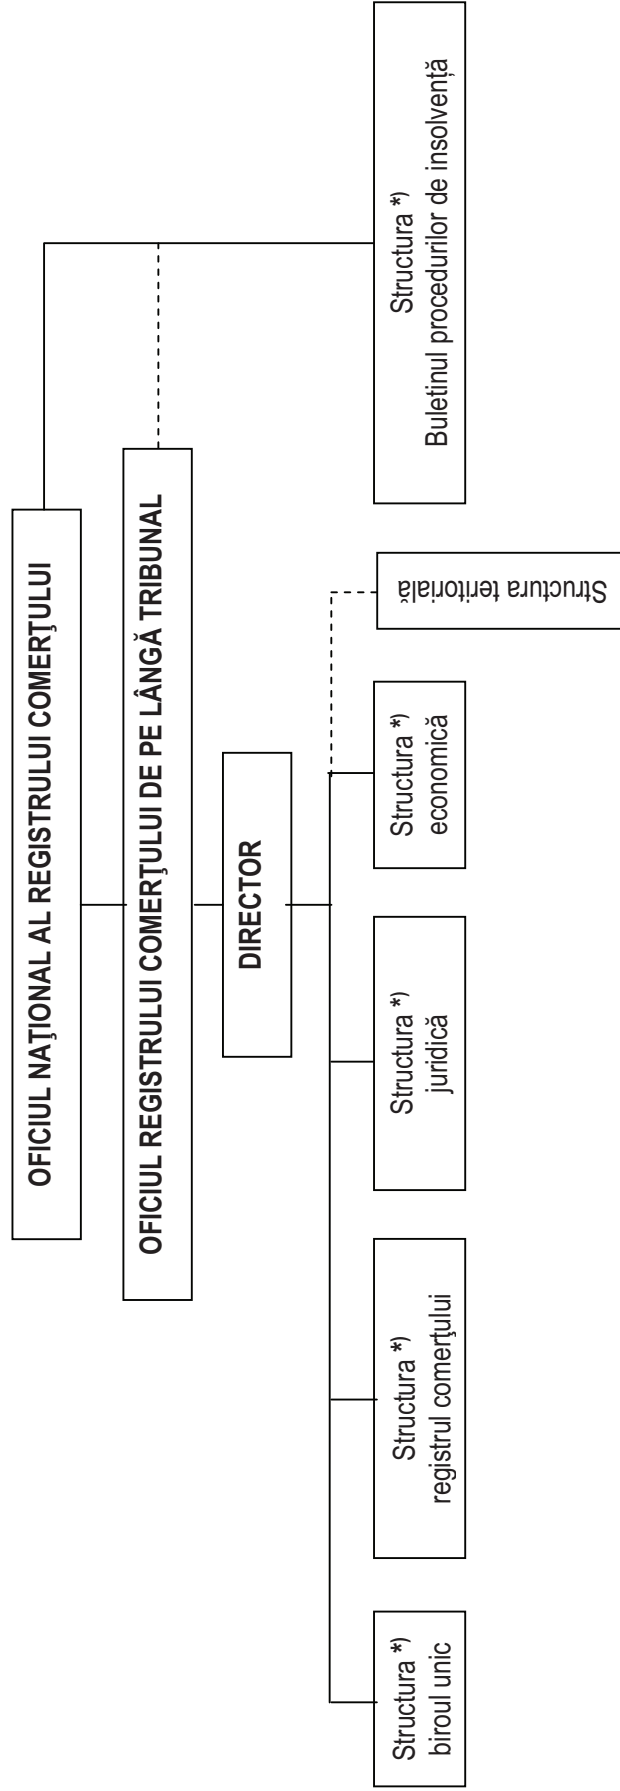 OFICIUL NAŢIONAL AL REGISTRULUI COMERŢULUI
OFICIUL REGISTRULUI COMERŢULUI DE PE LÂNGĂ TRIBUNAL
DIRECTOR
Structura *)
biroul unic
Structura *)
registrul comerţului
Structura *)
juridică
Structura *)
economică
Structura teritorială
Structura *)
Buletinul procedurilor de insolvență